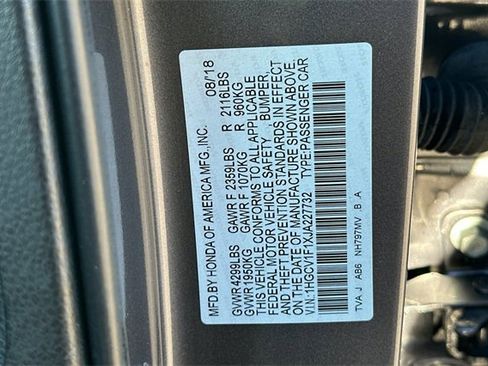 MFD.BY HONDA OF AMERICA MFG.,INC. 08/18
GVWR 4299LBS GAWR F 2359LBS R 2116LBS
GVWR 1950KG GAWR F 1070KG R 960KG
THIS VEHICLE CONFORMS TO ALL APPLICABLE
FEDERAL MOTOR VEHICLE SAFETY BUMPER,
AND THEFT PREVENTION STANDARDS IN EFFECT
ON THE DATE OF MANUFACTURE SHOWN ABOVE.
V.I.N.:1HGCV1F1XJA227732 TYPE:PASSENGER CAR
TVA J AB6 NH797MV B A